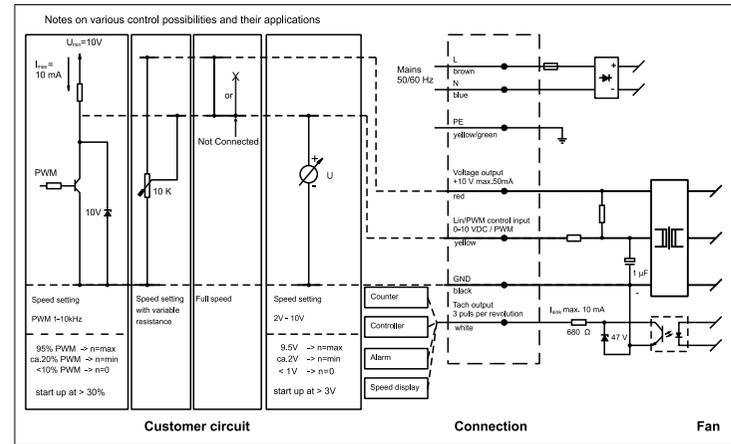 Notes on various control possibilities and their applications
Umin=10V
Imax=
10 mA
PWM
10V
10 K
or
Not Connected
+
U
-
Speed setting
PWM 1-10kHz
95% PWM -> n=max
ca.20% PWM -> n=min
<10% PWM -> n=0
start up at > 30%
Speed setting
with variable
resistance
Full speed
Speed setting
2V - 10V
9.5V -> n=max
ca.2V -> n=min
< 1V -> n=0
start up at > 3V
Counter
Controller
Alarm
Speed display
Mains
50/60 Hz
L
brown
N
blue
PE
yellow/green
Voltage output
+10 V max.50mA
red
Lin/PWM control input
0-10 VDC / PWM
yellow
GND
black
Tach output
3 puls per revolution
white
+
-
1 µF
-
Isink max. 10 mA
680 Ω
47 V
Customer circuit
Connection
Fan